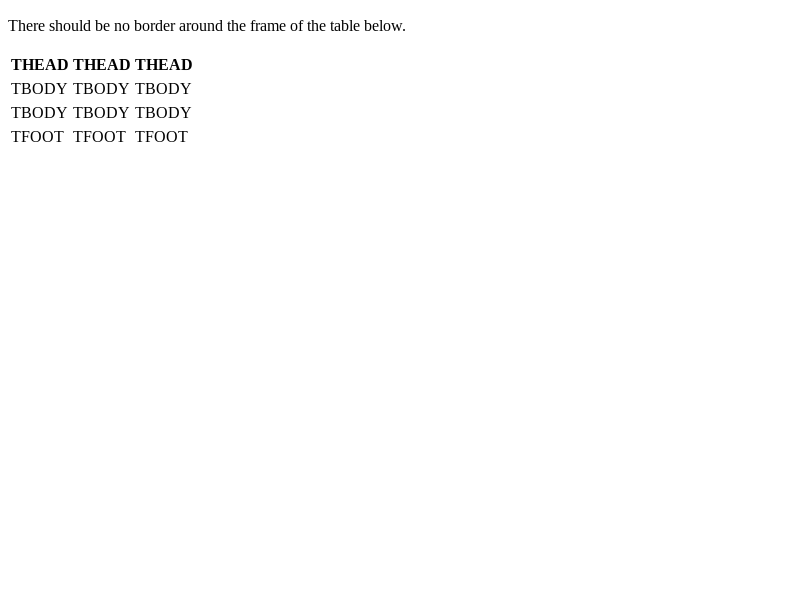 There should be no border around the frame of the table below.
THEAD THEAD THEAD
TBODY TBODY TBODY
TBODY TBODY TBODY
TFOOT TFOOT TFOOT